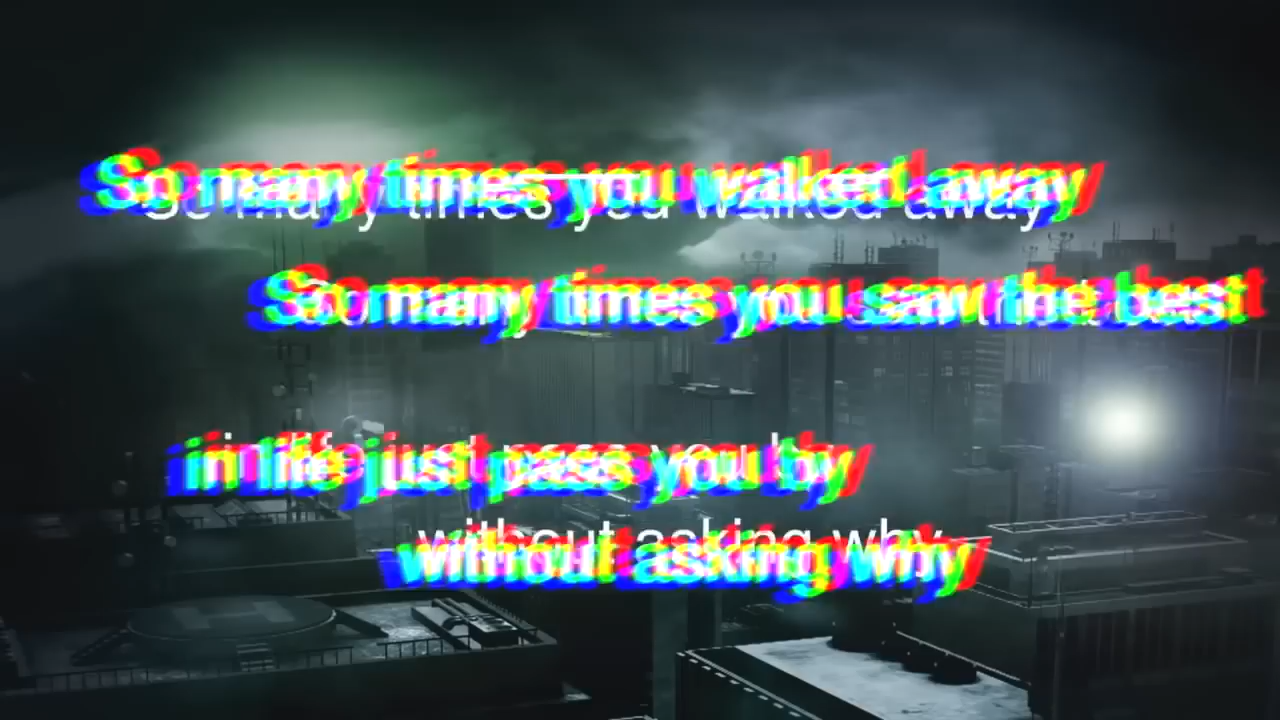 So many times you walked away
So many times you saw the best
in life just pass you by
without asking why